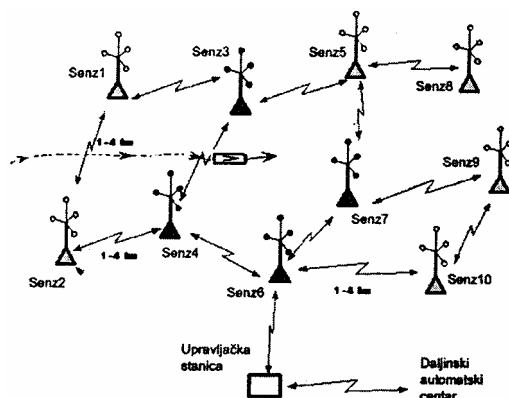 Senz1
Senz3
Senz5
Senz8
1-4 km
Senz9
Senz2
1-4 km
Senz4
Senz7
Senz6
1-4 km
Senz10
Upravljačka
stanica
Daljinski
automatski
centar